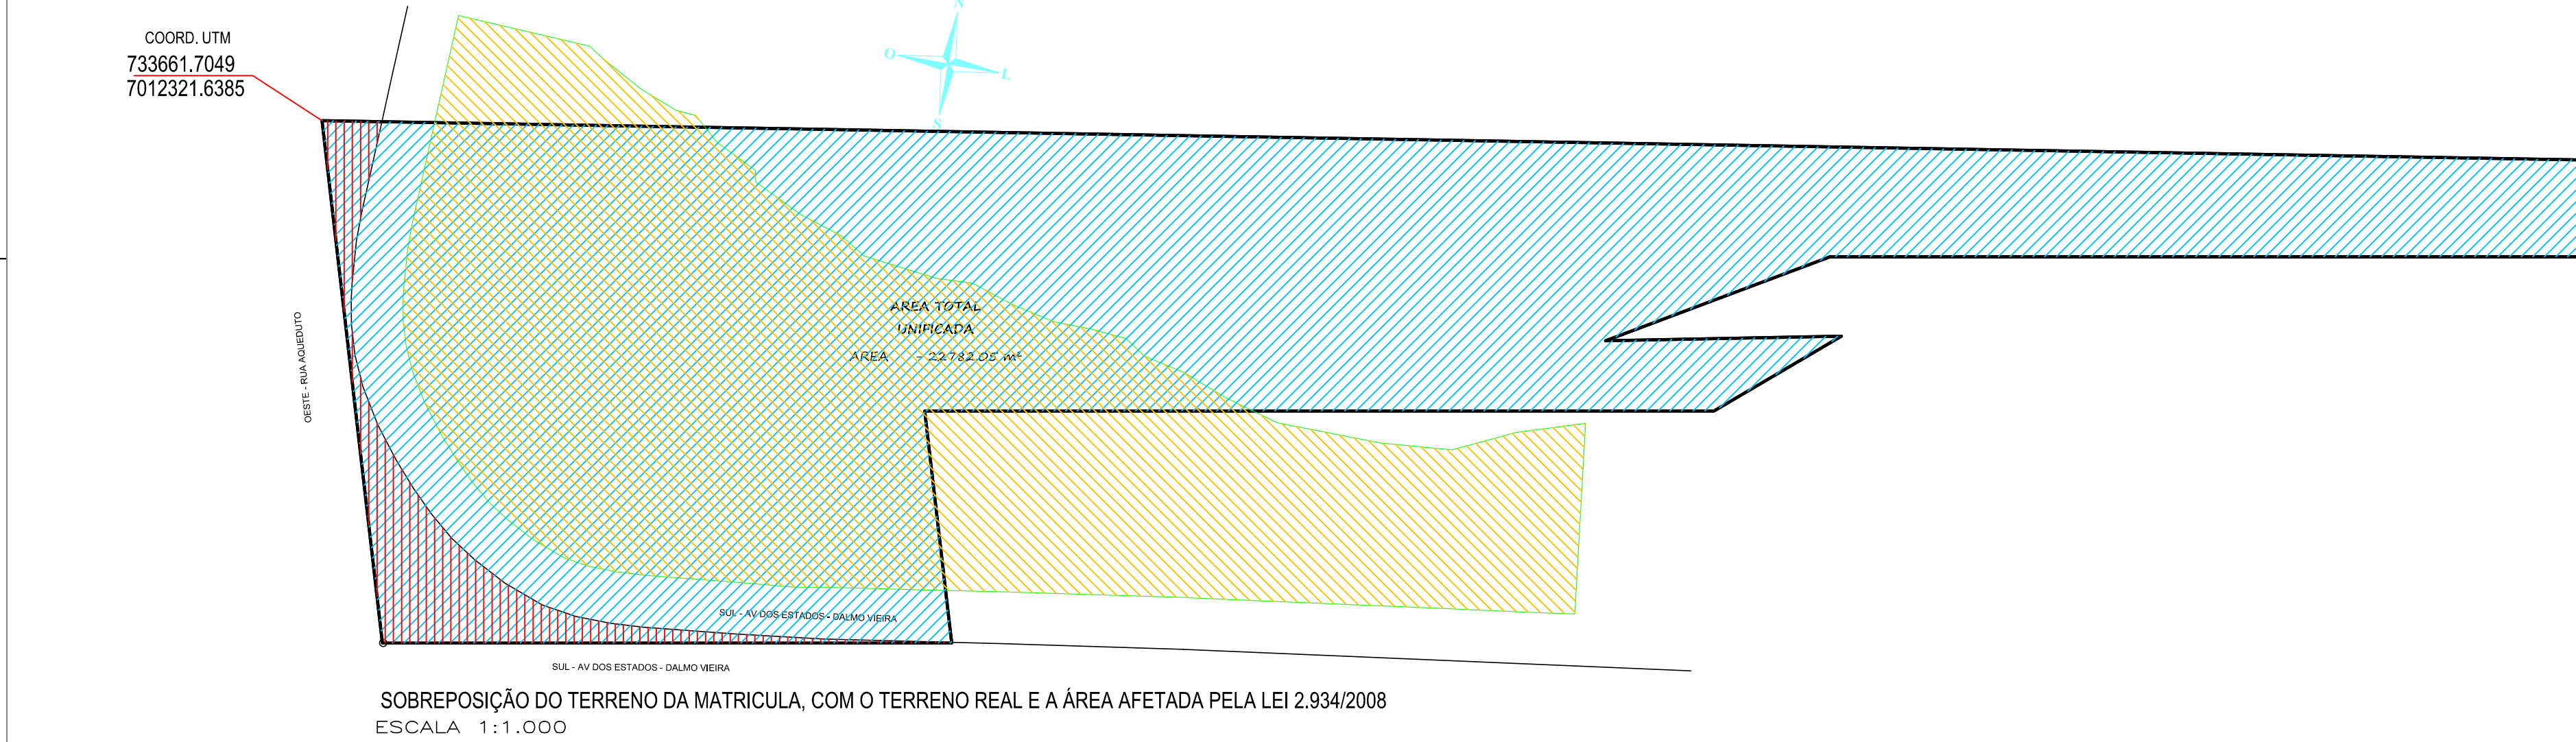 COORD. UTM
733661.7049
7012321.6385
N
O
L
S
AREA TOTAL
UNIFICADA
AREA - 22782.05 m²
OESTE - RUA AQUEDUTO
SUL - AV DOS ESTADOS - DALMO VIEIRA
SUL - AV DOS ESTADOS - DALMO VIEIRA
SOBREPOSIÇÃO DO TERRENO DA MATRICULA, COM O TERRENO REAL E A ÁREA AFETADA PELA LEI 2.934/2008
ESCALA 1:1.000